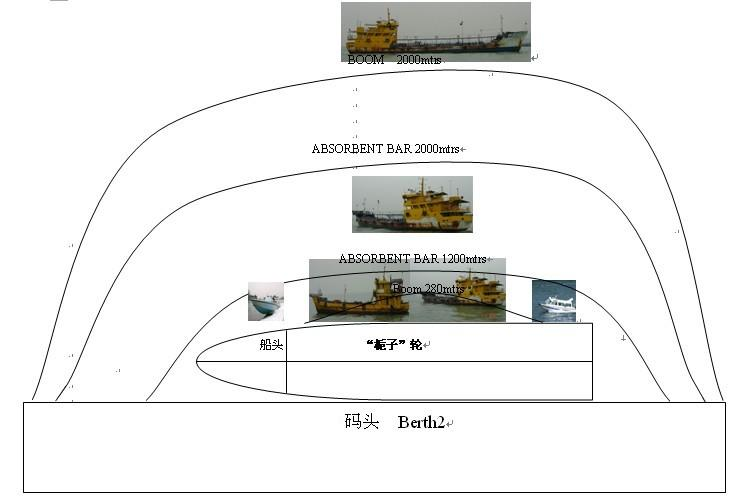 BOOM 2000mtrs
ABSORBENT BAR 2000mtrs
ABSORBENT BAR 1200mtrs
Boom 280mtrs
船头 “栀子”轮
码头 Berth2